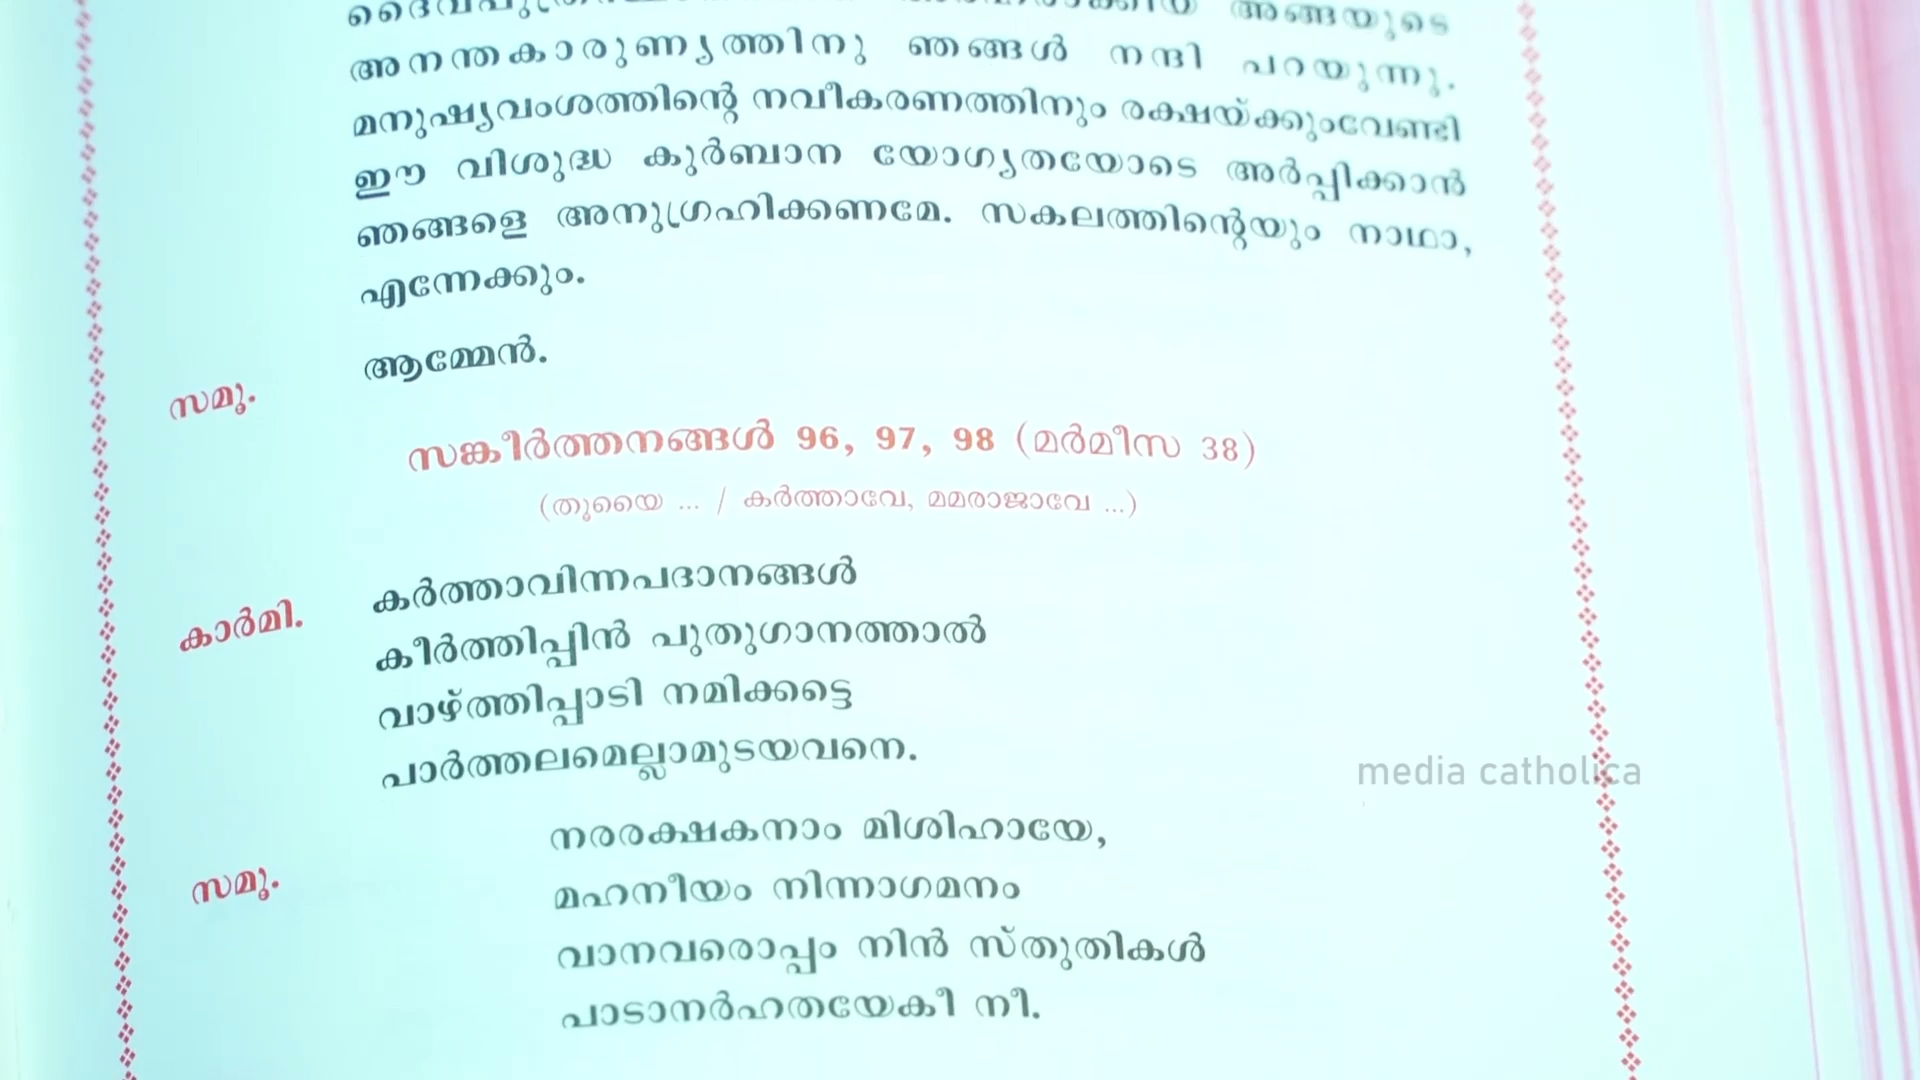 അങ്ങയുടെ
അനന്തകാരുണ്യത്തിനു ഞങ്ങൾ നന്ദി പറയുന്നു.
മനുഷ്യവംശത്തിന്റെ നവീകരണത്തിനും രക്ഷയ്ക്കുംവേണ്ടി
ഈ വിശുദ്ധ കുർബാന യോഗ്യതയോടെ അർപ്പിക്കാൻ
ഞങ്ങളെ അനുഗ്രഹിക്കണമേ. സകലത്തിന്റെയും നാഥാ,
എന്നേക്കും.
സമൂ. ആമ്മേൻ.
സങ്കീർത്തനങ്ങൾ 96, 97, 98 (മർമീസ 38)
(തുയൈ ... / കർത്താവേ, മമരാജാവേ ...)
കാർമി. കർത്താവിന്നപദാനങ്ങൾ
കീർത്തിപ്പിൻ പുതുഗാനത്താൽ
വാഴ്ത്തിപ്പാടി നമിക്കട്ടെ
പാർത്തലമെല്ലാമുടയവനെ.
സമൂ. നരരക്ഷകനാം മിശിഹായേ,
മഹനീയം നിന്നാഗമനം
വാനവരൊപ്പം നിൻ സ്തുതികൾ
പാടാനർഹതയേകീ നീ.
media catholica